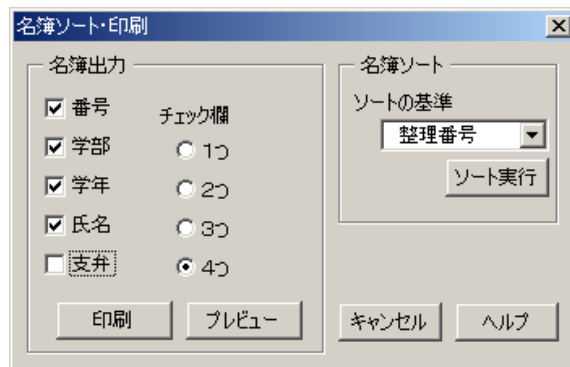 名簿ソート・印刷
名簿出力
番号
チェック欄
学部
1つ
学年
2つ
氏名
3つ
支弁
4つ
印刷
プレビュー
名簿ソート
ソートの基準
整理番号
ソート実行
キャンセル
ヘルプ